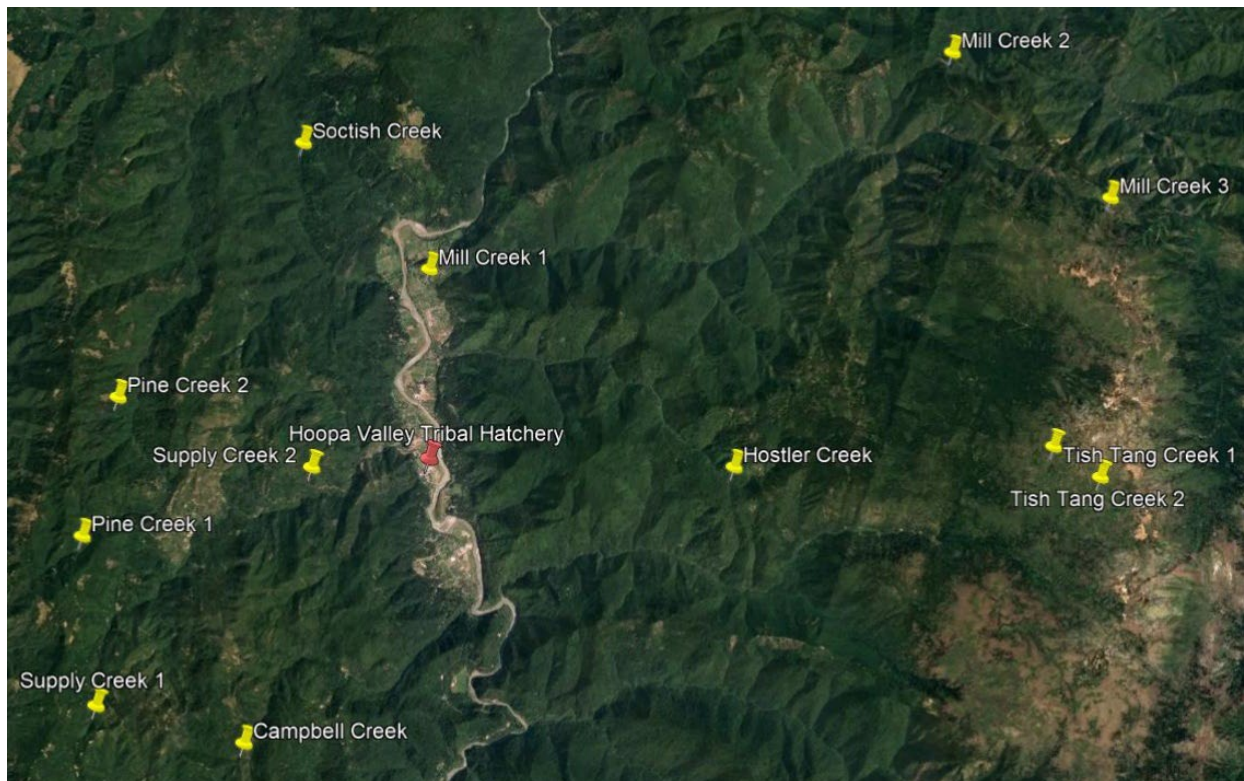 Mill Creek 2
Soctish Creek
Mill Creek 3
Mill Creek 1
Pine Creek 2
Hoopa Valley Tribal Hatchery
Supply Creek 2
Hostler Creek
Tish Tang Creek 1
Tish Tang Creek 2
Pine Creek 1
Supply Creek 1
Campbell Creek